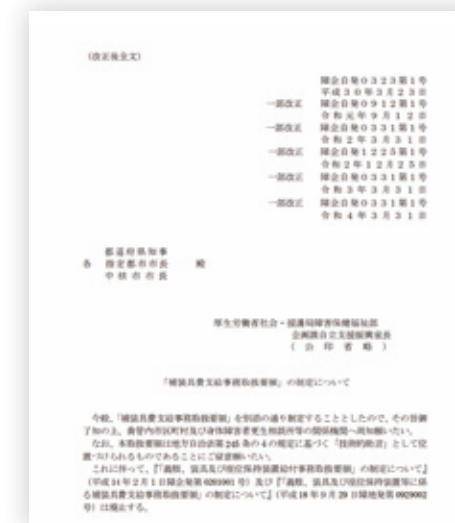 (改正後全文)
障企自発0323第1号
平成30年3月23日
一部改正 障企自発0912第1号
令和元年9月12日
一部改正 障企自発0331第1号
令和2年3月31日
一部改正 障企自発1225第1号
令和2年12月25日
一部改正 障企自発0331第1号
令和3年3月31日
一部改正 障企自発0331第1号
令和4年3月31日
都道府県知事
各 指定都市市長 殿
中核市市長
厚生労働省社会・援護局障害保健福祉部
企画課自立支援振興室長
(公印省略)
「補装具費支給事務取扱要領」の制定について
今般、「補装具費支給事務取扱要領」を別添の通り制定することとしたので、その旨御
了知の上、貴管内市区町村及び身体障害者更生相談所等の関係機関へ周知願いたい。
なお、本取扱要領は地方自治法第245条の4の規定に基づく「技術的助言」として位
置づけられるものであることにご留意願いたい。
これに伴って、『「義肢、装具及び座位保持装置給付事務取扱要領」の制定について』
(平成14年2月1日障企発第0201001号)及び『「義肢、装具及び座位保持装置等に係
る補装具費支給事務取扱要領」の制定について』(平成18年9月29日障地発第0929002
号)は廃止する。